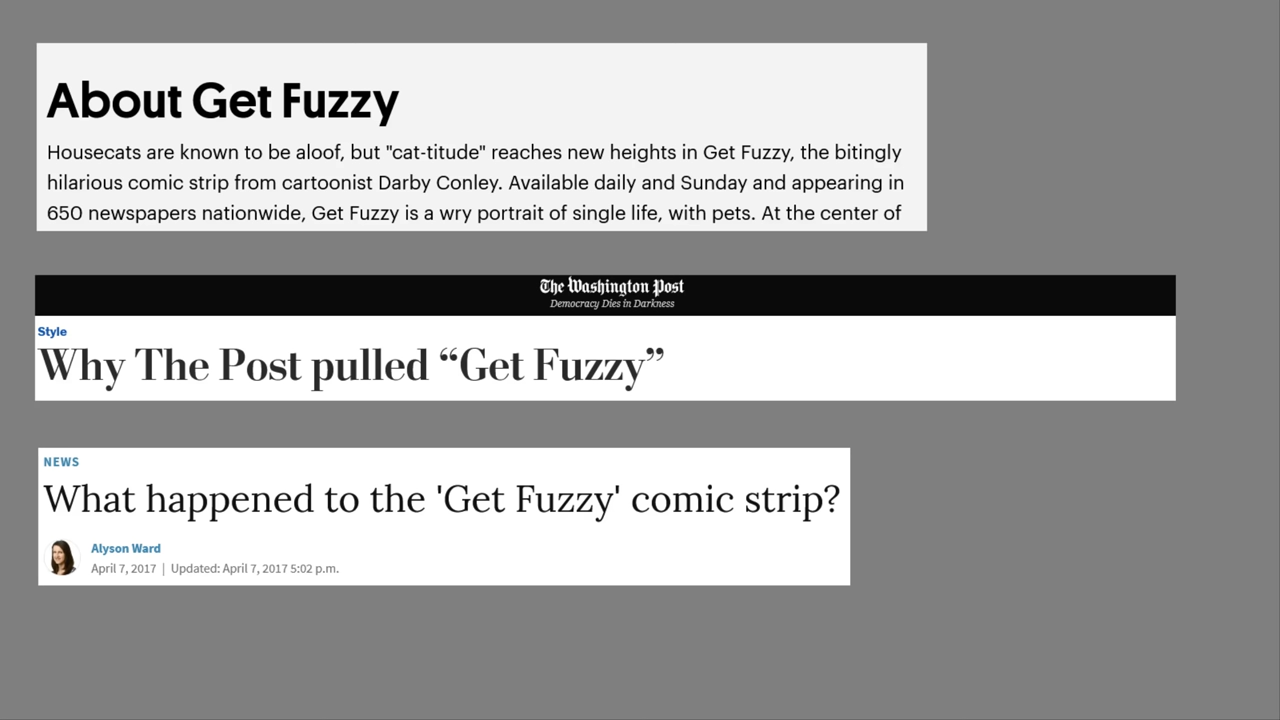 About Get Fuzzy
Housecats are known to be aloof, but "cat-titude" reaches new heights in Get Fuzzy, the bitingly
hilarious comic strip from cartoonist Darby Conley. Available daily and Sunday and appearing in
650 newspapers nationwide, Get Fuzzy is a wry portrait of single life, with pets. At the center of
The Washington Post
Democracy Dies in Darkness
Style
Why The Post pulled “Get Fuzzy”
NEWS
What happened to the 'Get Fuzzy' comic strip?
Alyson Ward
April 7, 2017 | Updated: April 7, 2017 5:02 p.m.